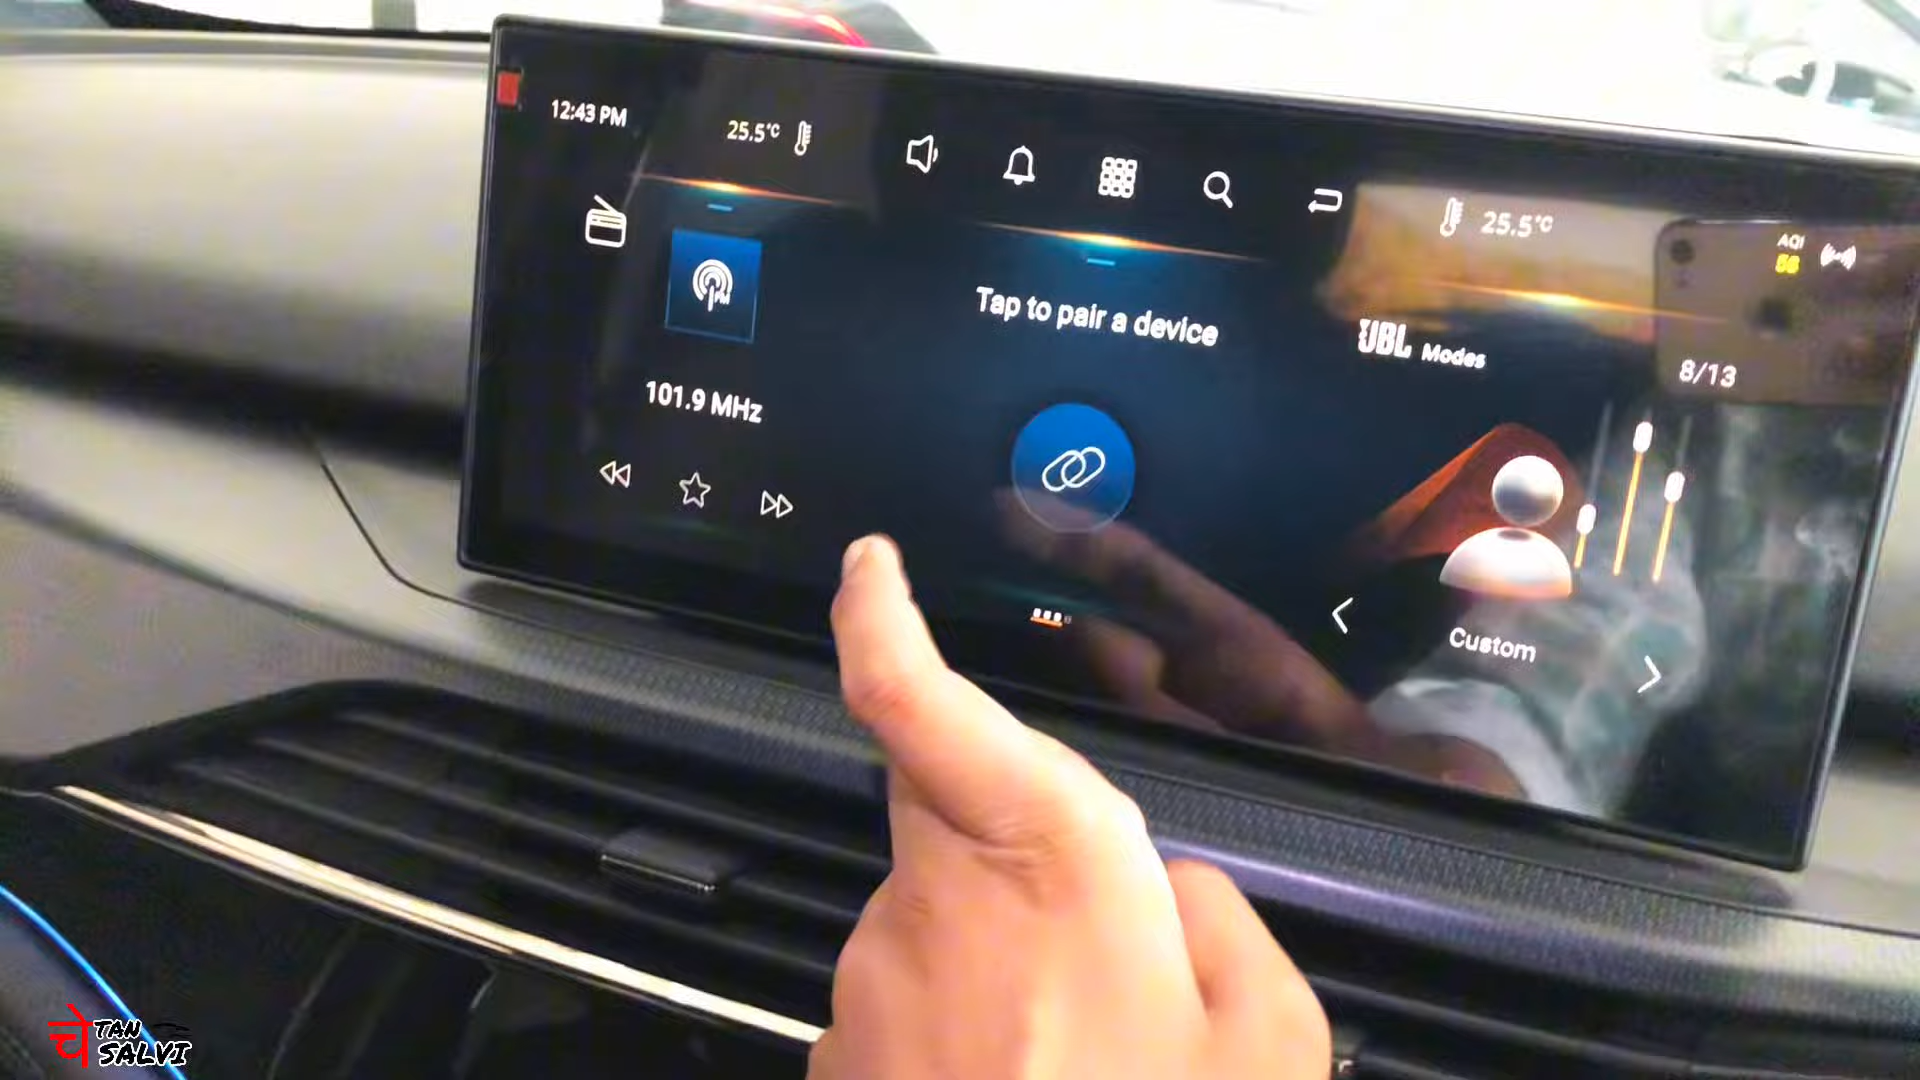 12:43 PM
25.5°C
25.5°C
AQI
56
FM
101.9 MHz
Tap to pair a device
JBL Modes
8/13
Custom
चेTAN
SALVI